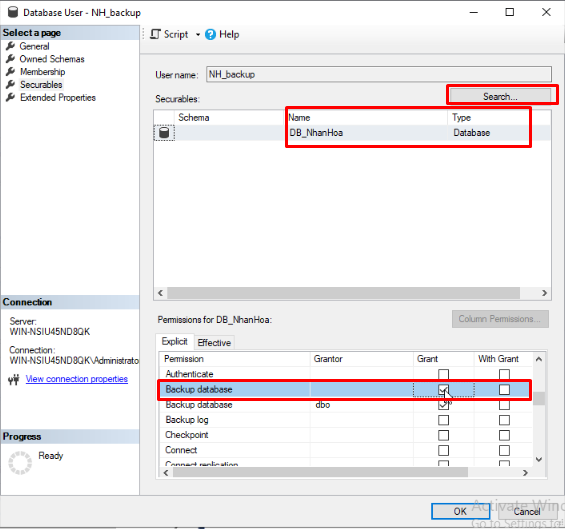 Database User - NH_backup
Select a page
General
Owned Schemas
Membership
Securables
Extended Properties
Script
Help
User name: NH_backup
Securables: Search...
Schema Name Type
DB_NhanHoa Database
Permissions for DB_NhanHoa: Column Permissions...
Explicit Effective
Permission Grantor Grant With Grant
Authenticate
Backup database
Backup database dbo
Backup log
Checkpoint
Connect
Connect replication
Connection
Server:
WIN-NSIU45ND8QK
Connection:
WIN-NSIU45ND8QK\Administrato
View connection properties
Progress
Ready
OK Cancel
Activate Wind
Go to Settings to